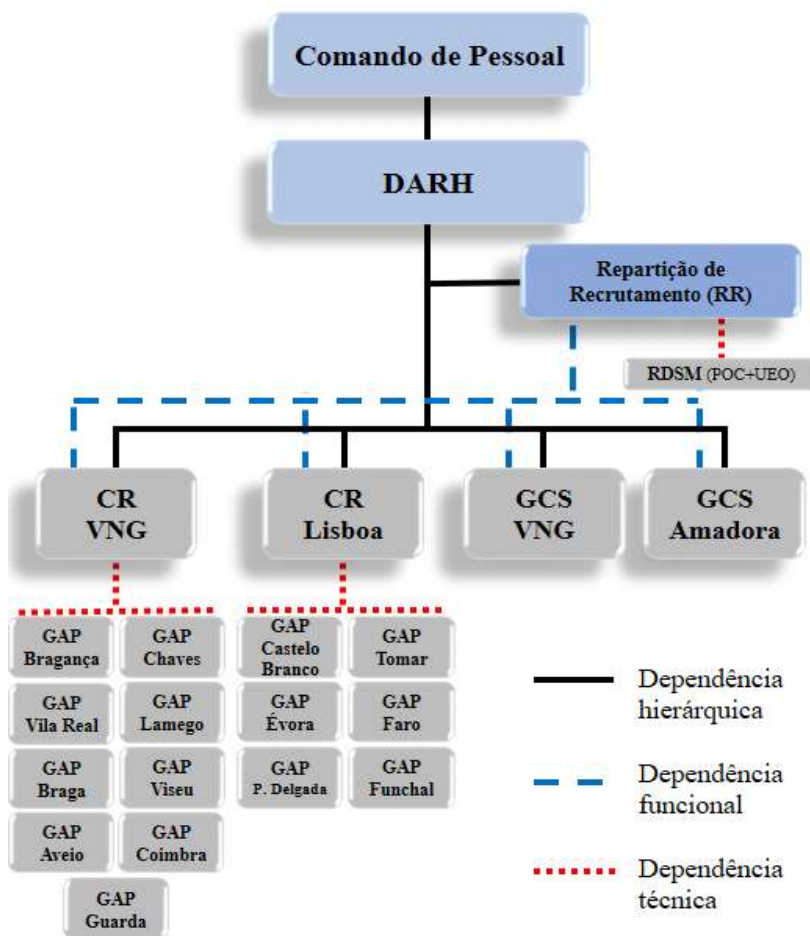 Comando de Pessoal
DARH
Repartição de
Recrutamento (RR)
RDSM (POC+UEO)
CR
VNG
CR
Lisboa
GCS
VNG
GCS
Amadora
GAP
Bragança
GAP
Chaves
GAP
Castelo
Branco
GAP
Tomar
GAP
Vila Real
GAP
Lamego
GAP
Évora
GAP
Faro
GAP
Braga
GAP
Viseu
GAP
P. Delgada
GAP
Funchal
GAP
Aveio
GAP
Coimbra
GAP
Guarda
Dependência
hierárquica
Dependência
funcional
Dependência
técnica